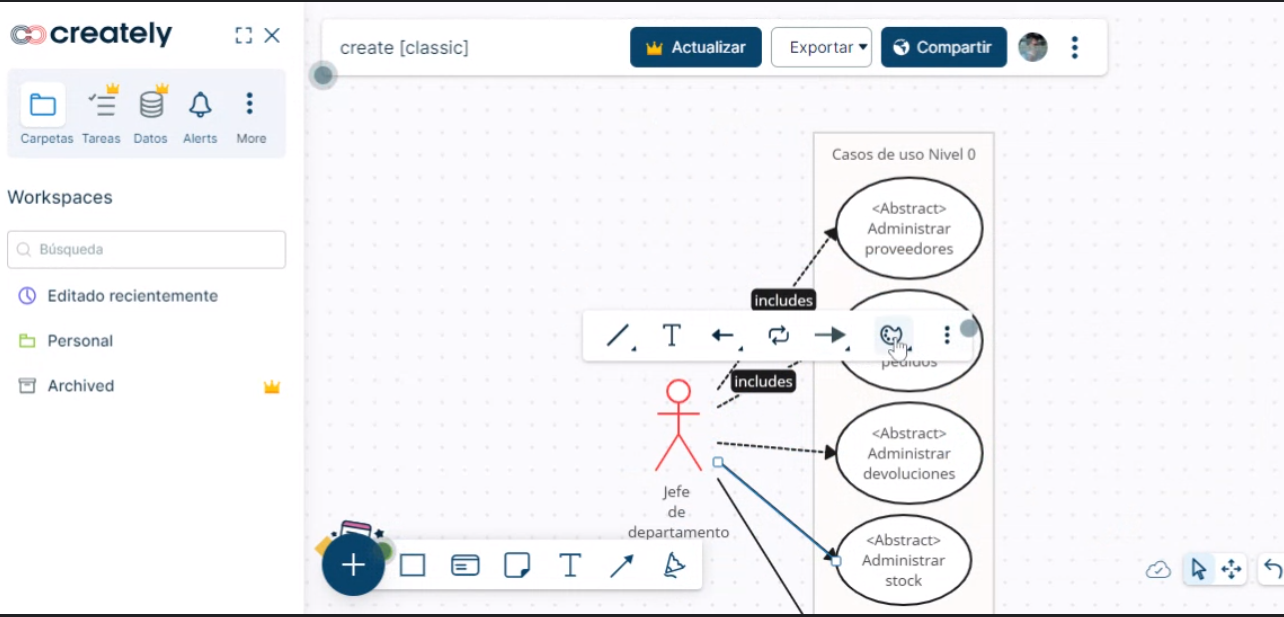 creately
create [classic]
Actualizar
Exportar
Compartir
Carpetas
Tareas
Datos
Alerts
More
Workspaces
Búsqueda
Editado recientemente
Personal
Archived
Casos de uso Nivel 0
<Abstract>
Administrar
proveedores
includes
pedidos
includes
<Abstract>
Administrar
devoluciones
Jefe
de
departamento
<Abstract>
Administrar
stock